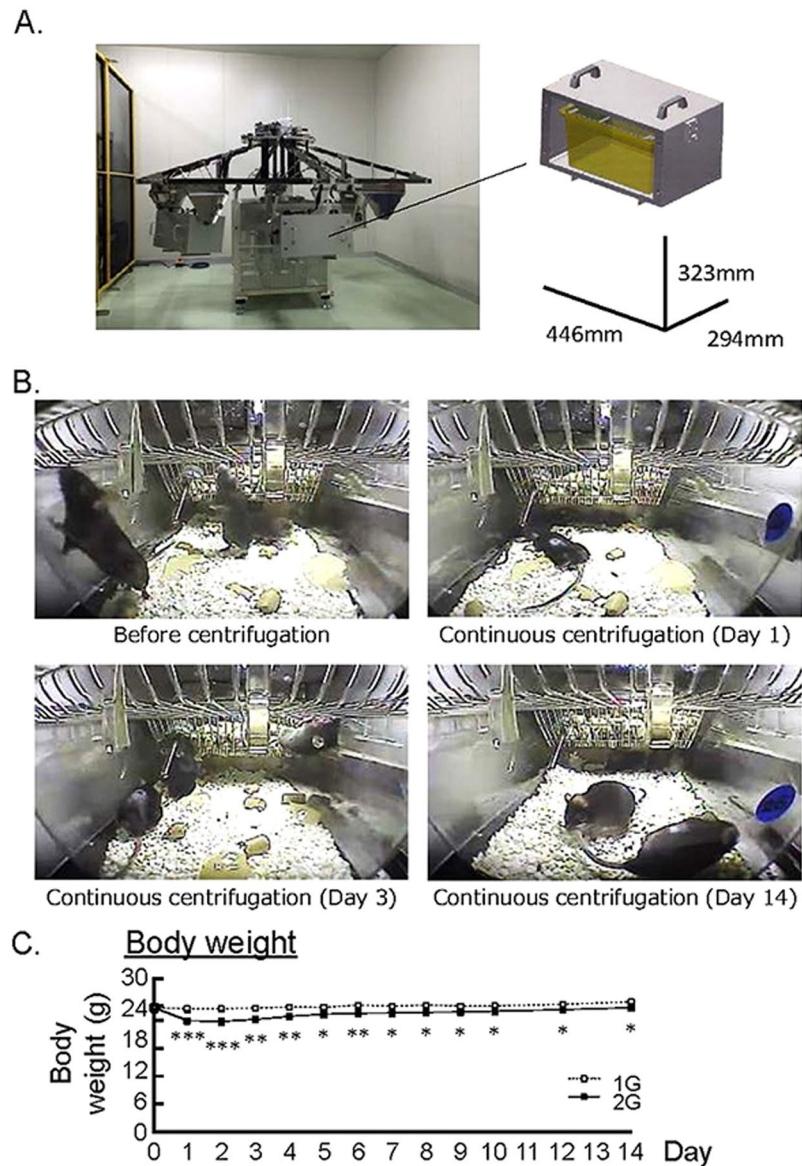 A.
323mm
446mm
294mm
B.
Before centrifugation
Continuous centrifugation (Day 1)
Continuous centrifugation (Day 3)
Continuous centrifugation (Day 14)
C.
Body weight
Body weight (g)
30
24
18
12
6
0
*** *** ** ** * ** * * * * * *
1G
2G
0 1 2 3 4 5 6 7 8 9 10 12 13 14 Day